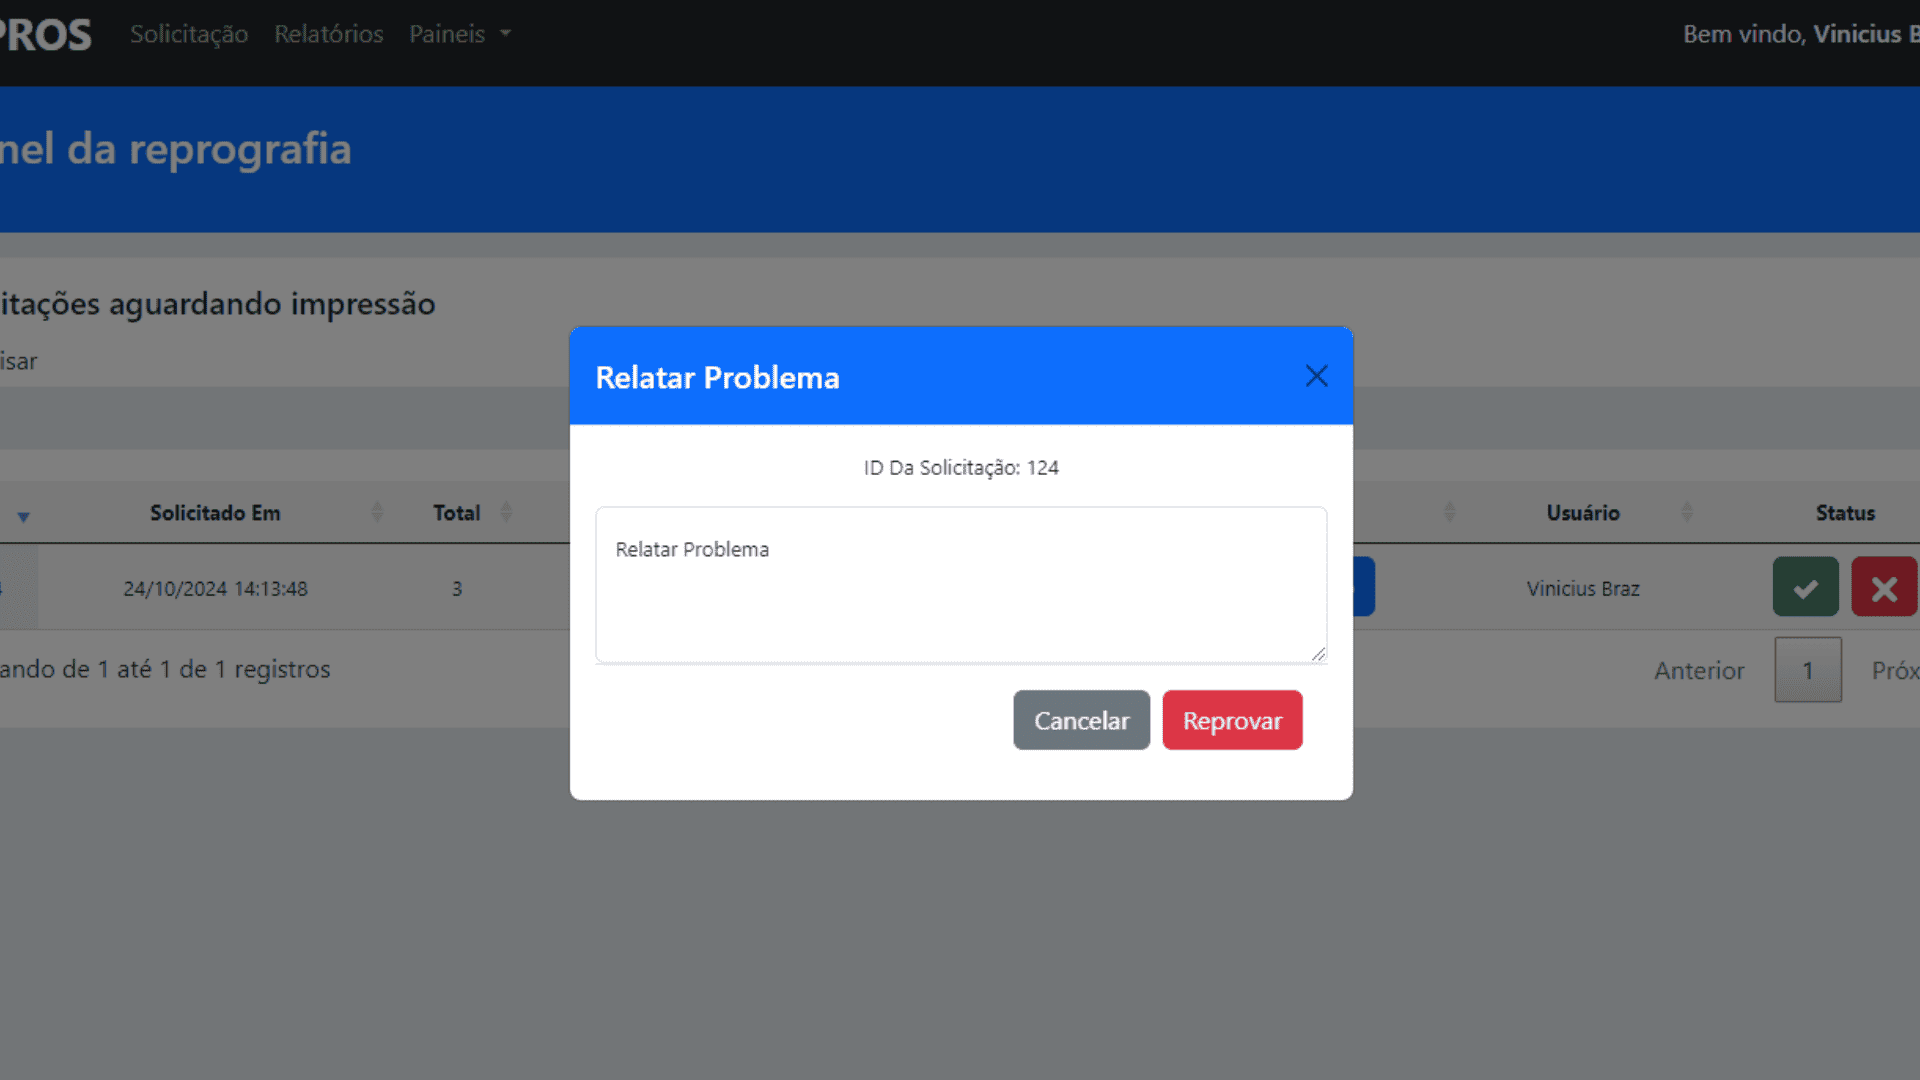 PROS Solicitação Relatórios Paineis Bem vindo, Vinicius B
nel da reprografia
itações aguardando impressão
isar
Relatar Problema
ID Da Solicitação: 124
Solicitado Em Total Usuário Status
Relatar Problema
24/10/2024 14:13:48 3 Vinicius Braz
ando de 1 até 1 de 1 registros Anterior 1 Próx
Cancelar Reprovar